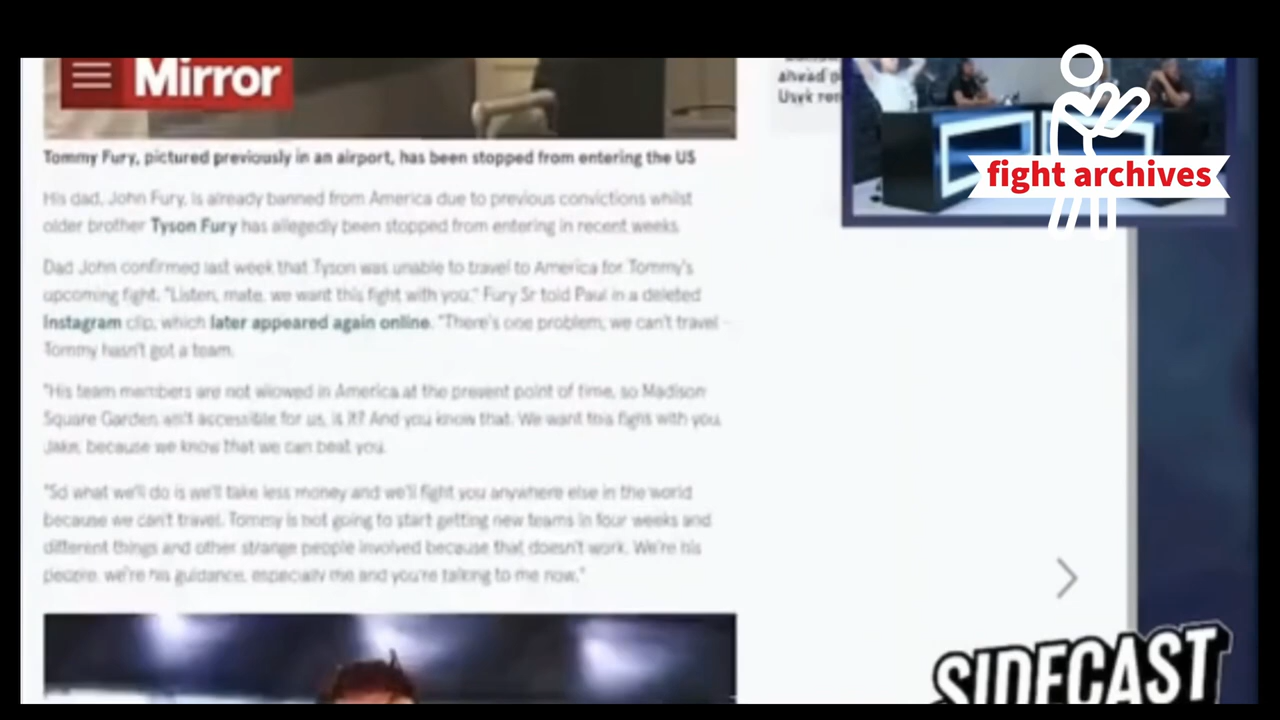 Mirror
ahead o
Usyk rem
fight archives
Tommy Fury, pictured previously in an airport, has been stopped from entering the US
His dad, John Fury, is already banned from America due to previous convictions whilst
older brother Tyson Fury has allegedly been stopped from entering in recent weeks.
Dad John confirmed last week that Tyson was unable to travel to America for Tommy's
upcoming fight. "Listen, mate, we want this fight with you," Fury Sr told Paul in a deleted
Instagram clip, which later appeared again online. "There's one problem, we can't travel -
Tommy hasn't got a team.
"His team members are not allowed in America at the present point of time, so Madison
Square Garden isn't accessible for us, is it? And you know that. We want this fight with you,
Jake, because we know that we can beat you.
"So what we'll do is we'll take less money and we'll fight you anywhere else in the world
because we can't travel. Tommy is not going to start getting new teams in four weeks and
different things and other strange people involved because that doesn't work. We're his
people, we're his guidance, especially me and you're talking to me now."
SIDECAST